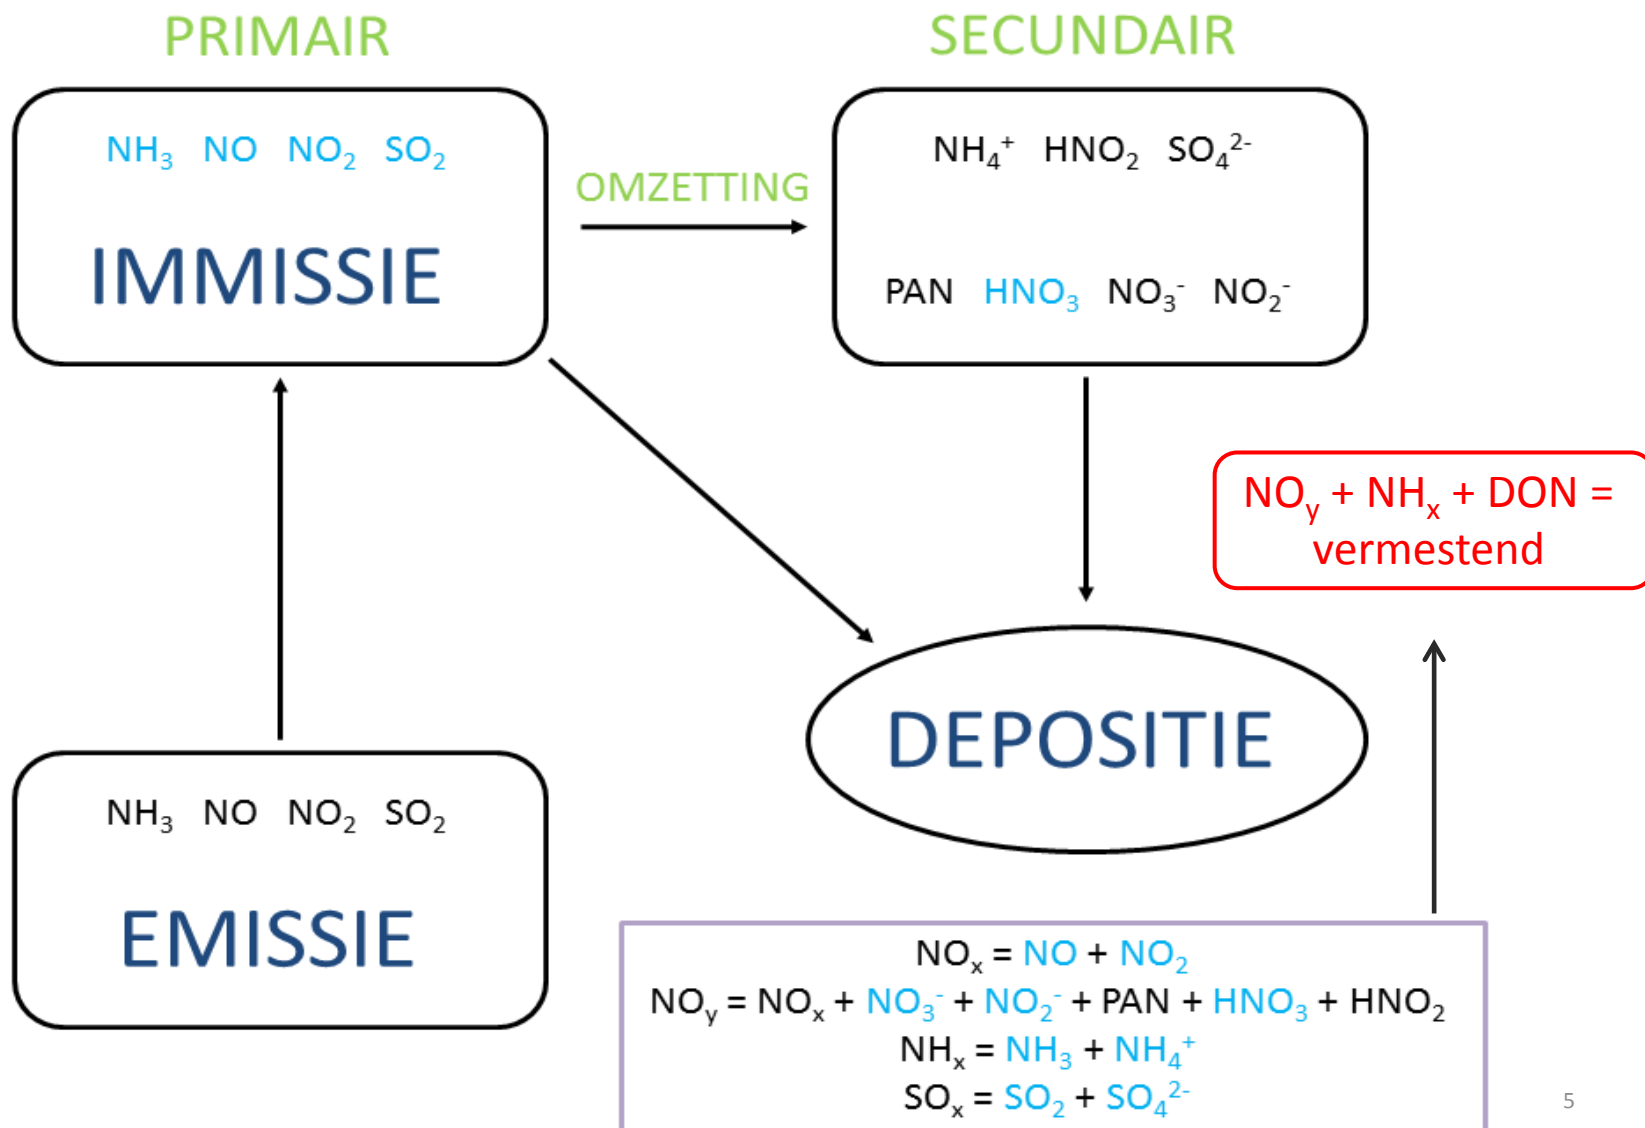 PRIMAIR
SECUNDAIR
NH₃ NO NO₂ SO₂
IMMISSIE
OMZETTING
NH₄⁺ HNO₂ SO₄²⁻
PAN HNO₃ NO₃⁻ NO₂⁻
NOy + NHₓ + DON =
vermestend
DEPOSITIE
NH₃ NO NO₂ SO₂
EMISSIE
NOₓ = NO + NO₂
NOy = NOₓ + NO₃⁻ + NO₂⁻ + PAN + HNO₃ + HNO₂
NHₓ = NH₃ + NH₄⁺
SOₓ = SO₂ + SO₄²⁻
5